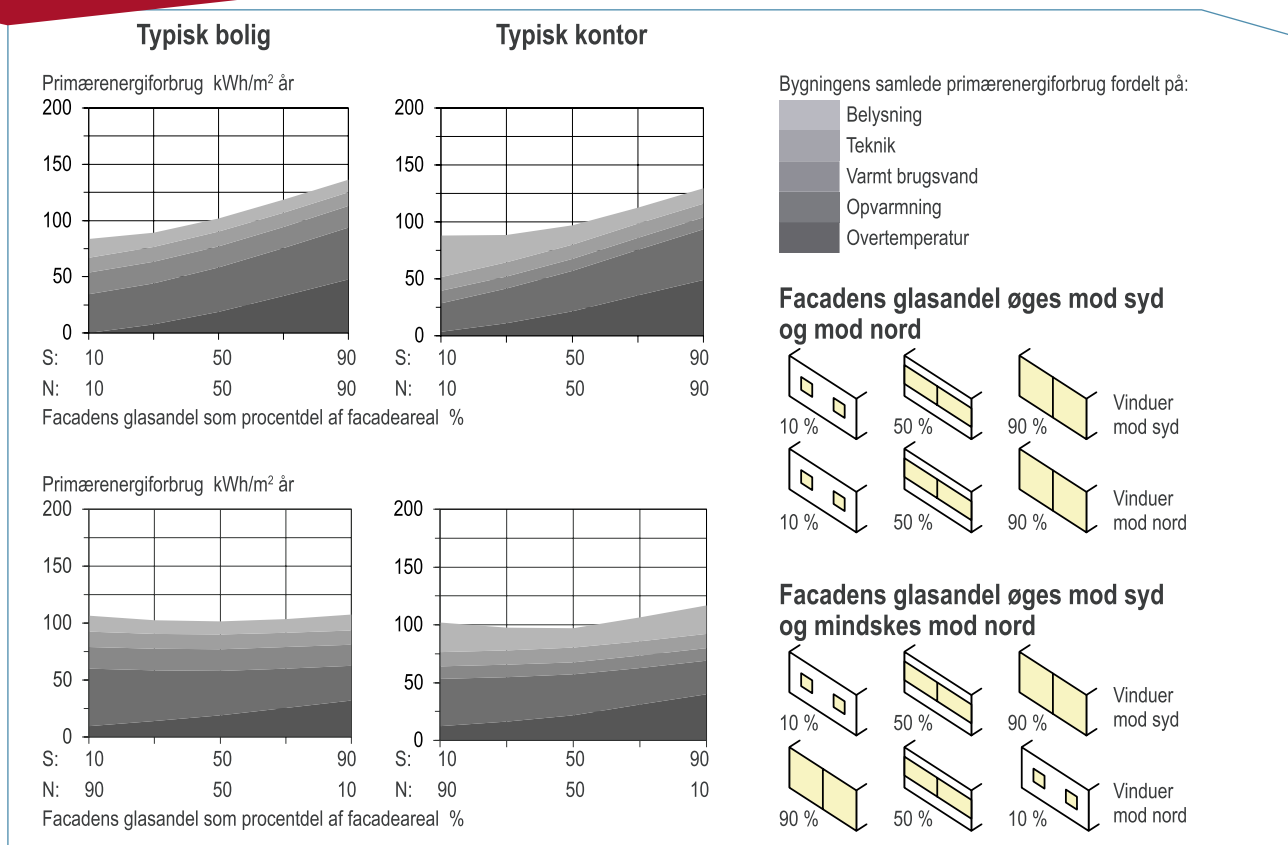 Typisk bolig
Typisk kontor
Primærenergiforbrug kWh/m² år
200
150
100
50
0
S: 10 50 90
N: 10 50 90
200
150
100
50
0
S: 10 50 90
N: 10 50 90
Facadens glasandel som procentdel af facadeareal %
Primærenergiforbrug kWh/m² år
200
150
100
50
0
S: 10 50 90
N: 90 50 10
200
150
100
50
0
S: 10 50 90
N: 90 50 10
Facadens glasandel som procentdel af facadeareal %
Bygningens samlede primærenergiforbrug fordelt på:
Belysning
Teknik
Varmt brugsvand
Opvarmning
Overtemperatur
Facadens glasandel øges mod syd
og mod nord
10 % 50 % 90 %
Vinduer
mod syd
10 % 50 % 90 %
Vinduer
mod nord
Facadens glasandel øges mod syd
og mindskes mod nord
10 % 50 % 90 %
Vinduer
mod syd
90 % 50 % 10 %
Vinduer
mod nord